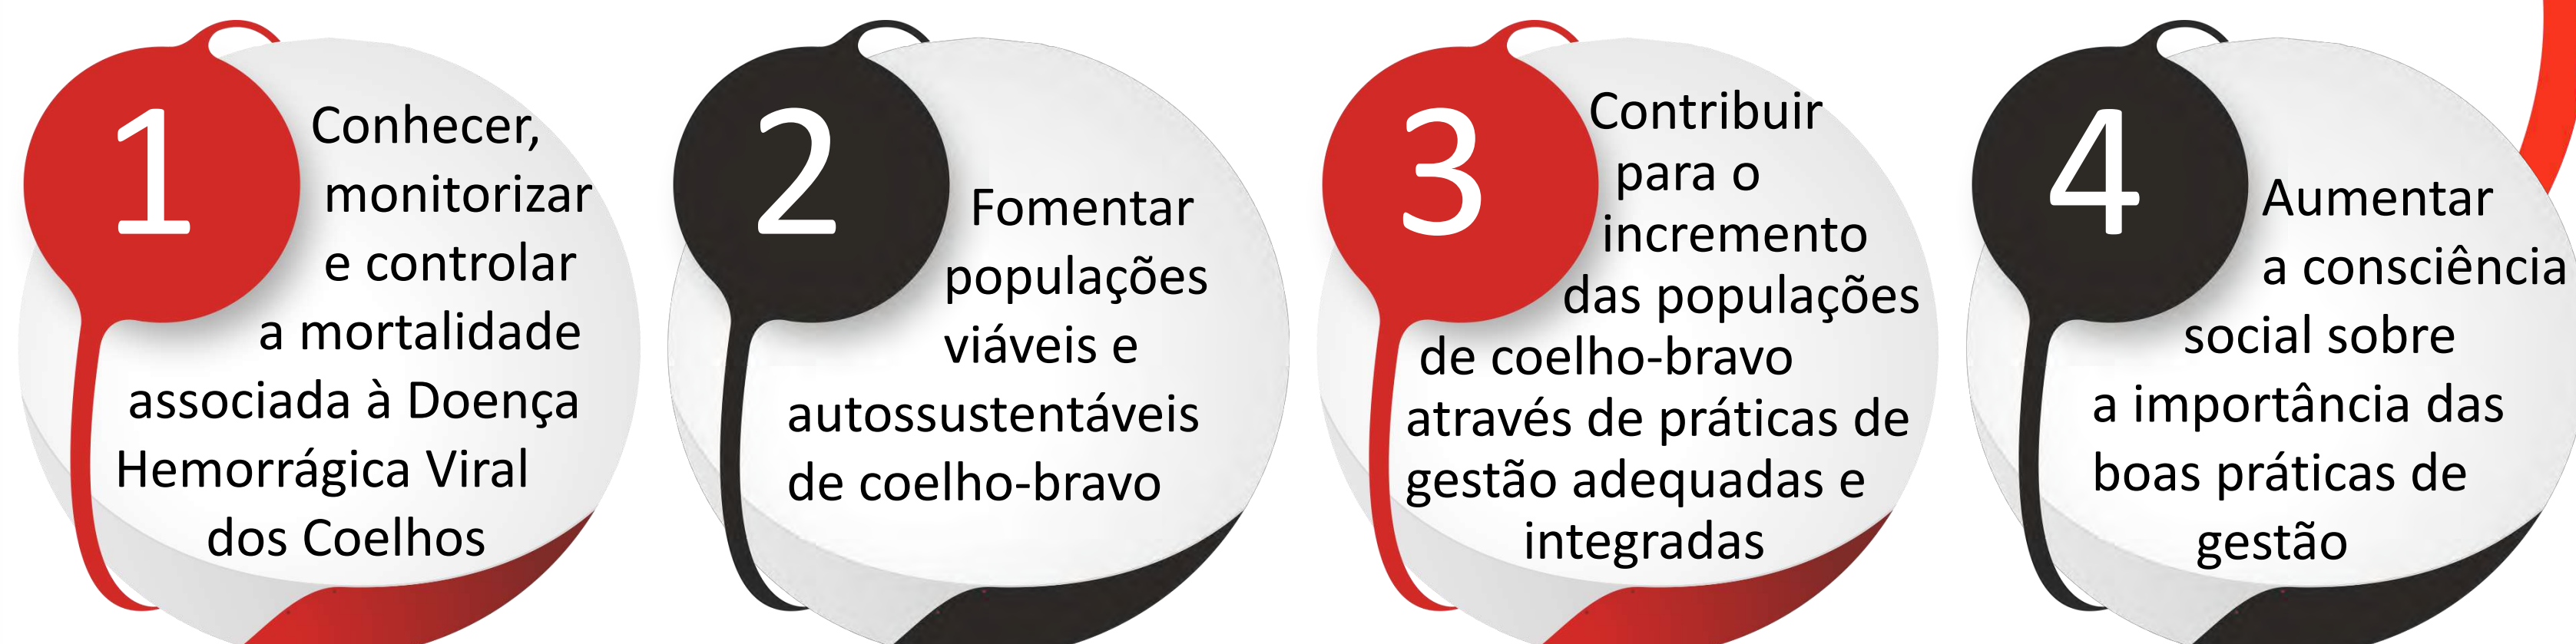 1
Conhecer,
monitorizar
e controlar
a mortalidade
associada à Doença
Hemorrágica Viral
dos Coelhos
2
Fomentar
populações
viáveis e
autossustentáveis
de coelho-bravo
3
Contribuir
para o
incremento
das populações
de coelho-bravo
através de práticas de
gestão adequadas e
integradas
4
Aumentar
a consciência
social sobre
a importância das
boas práticas de
gestão